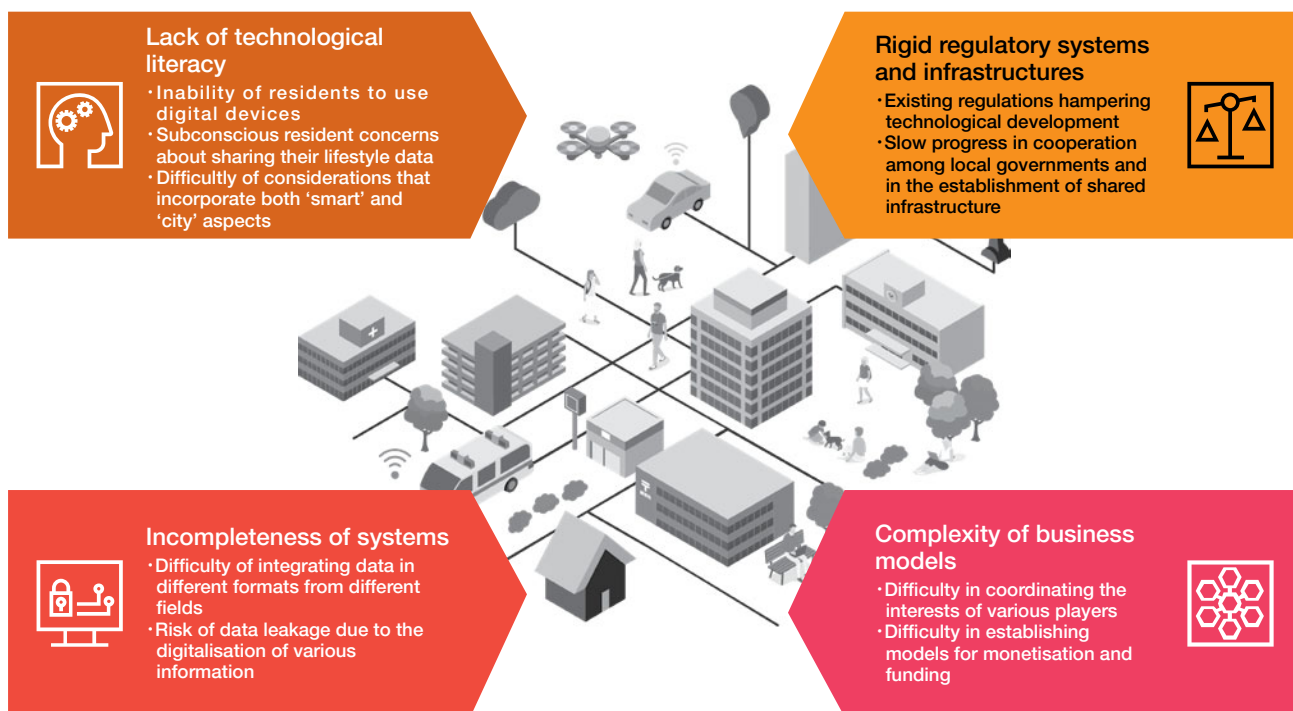 Lack of technological
literacy
・Inability of residents to use
digital devices
・Subconscious resident concerns
about sharing their lifestyle data
・Difficultly of considerations that
incorporate both ‘smart’ and
‘city’ aspects
Rigid regulatory systems
and infrastructures
・Existing regulations hampering
technological development
・Slow progress in cooperation
among local governments and
in the establishment of shared
infrastructure
Incompleteness of systems
・Difficulty of integrating data in
different formats from different
fields
・Risk of data leakage due to the
digitalisation of various
information
Complexity of business
models
・Difficulty in coordinating the
interests of various players
・Difficulty in establishing
models for monetisation and
funding